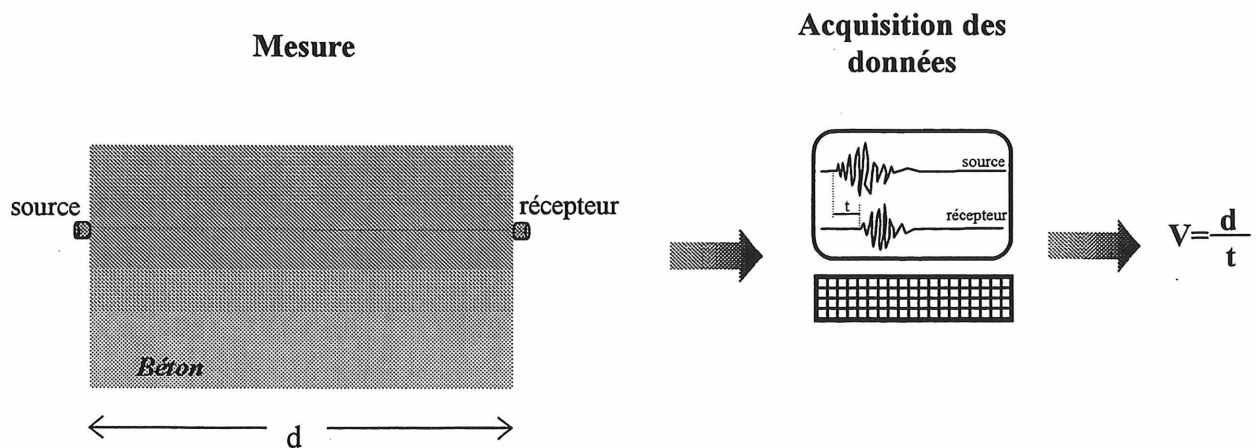 Mesure
Acquisition des
données
source
récepteur
Béton
d
source
t
récepteur
V=d/t